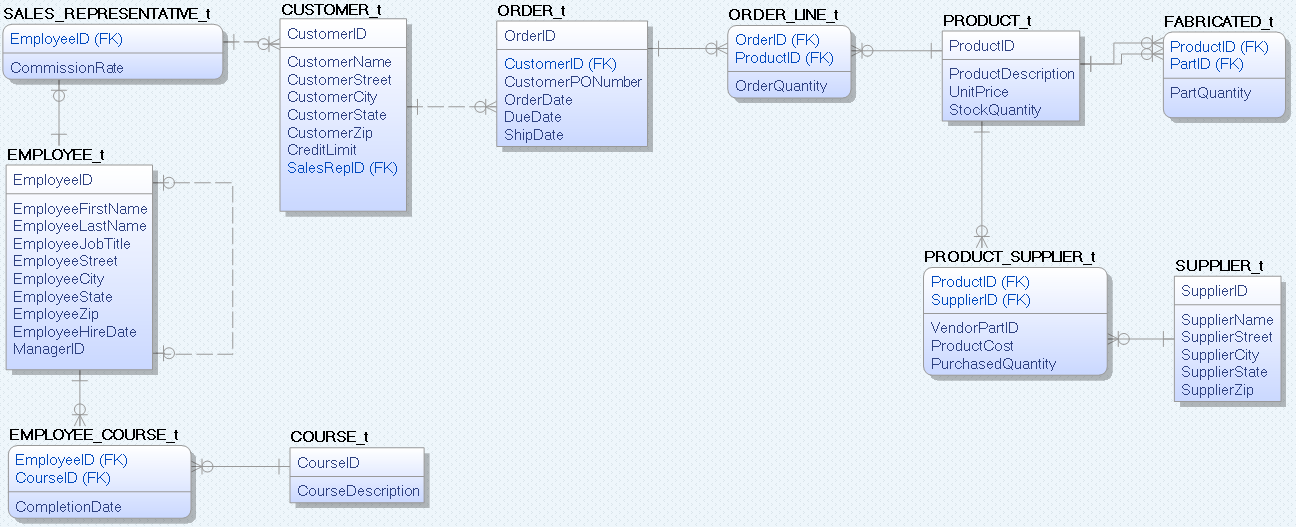 SALES_REPRESENTATIVE_t
EmployeeID (FK)
CommissionRate
CUSTOMER_t
CustomerID
CustomerName
CustomerStreet
CustomerCity
CustomerState
CustomerZip
CreditLimit
SalesRepID (FK)
ORDER_t
OrderID
CustomerID (FK)
CustomerPONumber
OrderDate
DueDate
ShipDate
ORDER_LINE_t
OrderID (FK)
ProductID (FK)
OrderQuantity
PRODUCT_t
ProductID
ProductDescription
UnitPrice
StockQuantity
FABRICATED_t
ProductID (FK)
PartID (FK)
PartQuantity
EMPLOYEE_t
EmployeeID
EmployeeFirstName
EmployeeLastName
EmployeeJobTitle
EmployeeStreet
EmployeeCity
EmployeeState
EmployeeZip
EmployeeHireDate
ManagerID
PRODUCT_SUPPLIER_t
ProductID (FK)
SupplierID (FK)
VendorPartID
ProductCost
PurchasedQuantity
SUPPLIER_t
SupplierID
SupplierName
SupplierStreet
SupplierCity
SupplierState
SupplierZip
EMPLOYEE_COURSE_t
EmployeeID (FK)
CourseID (FK)
CompletionDate
COURSE_t
CourseID
CourseDescription